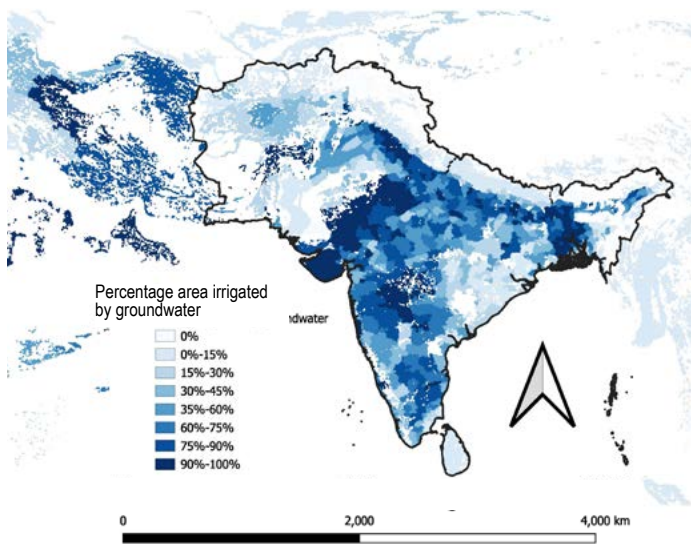 Percentage area irrigated
by groundwater
ndwater
0%
0%-15%
15%-30%
30%-45%
35%-60%
60%-75%
75%-90%
90%-100%
0 2,000 4,000 km